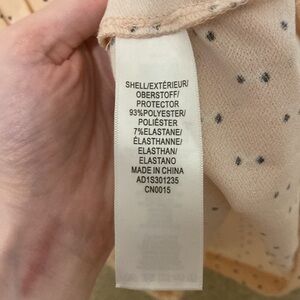 SHELL/EXTÉRIEUR/
OBERSTOFF/
PROTECTOR
93%POLYESTER/
POLIÉSTER
7%ELASTANE/
ÉLASTHANNE/
ELASTHAN/
ELASTANO
MADE IN CHINA
AD1S301235
CN0015